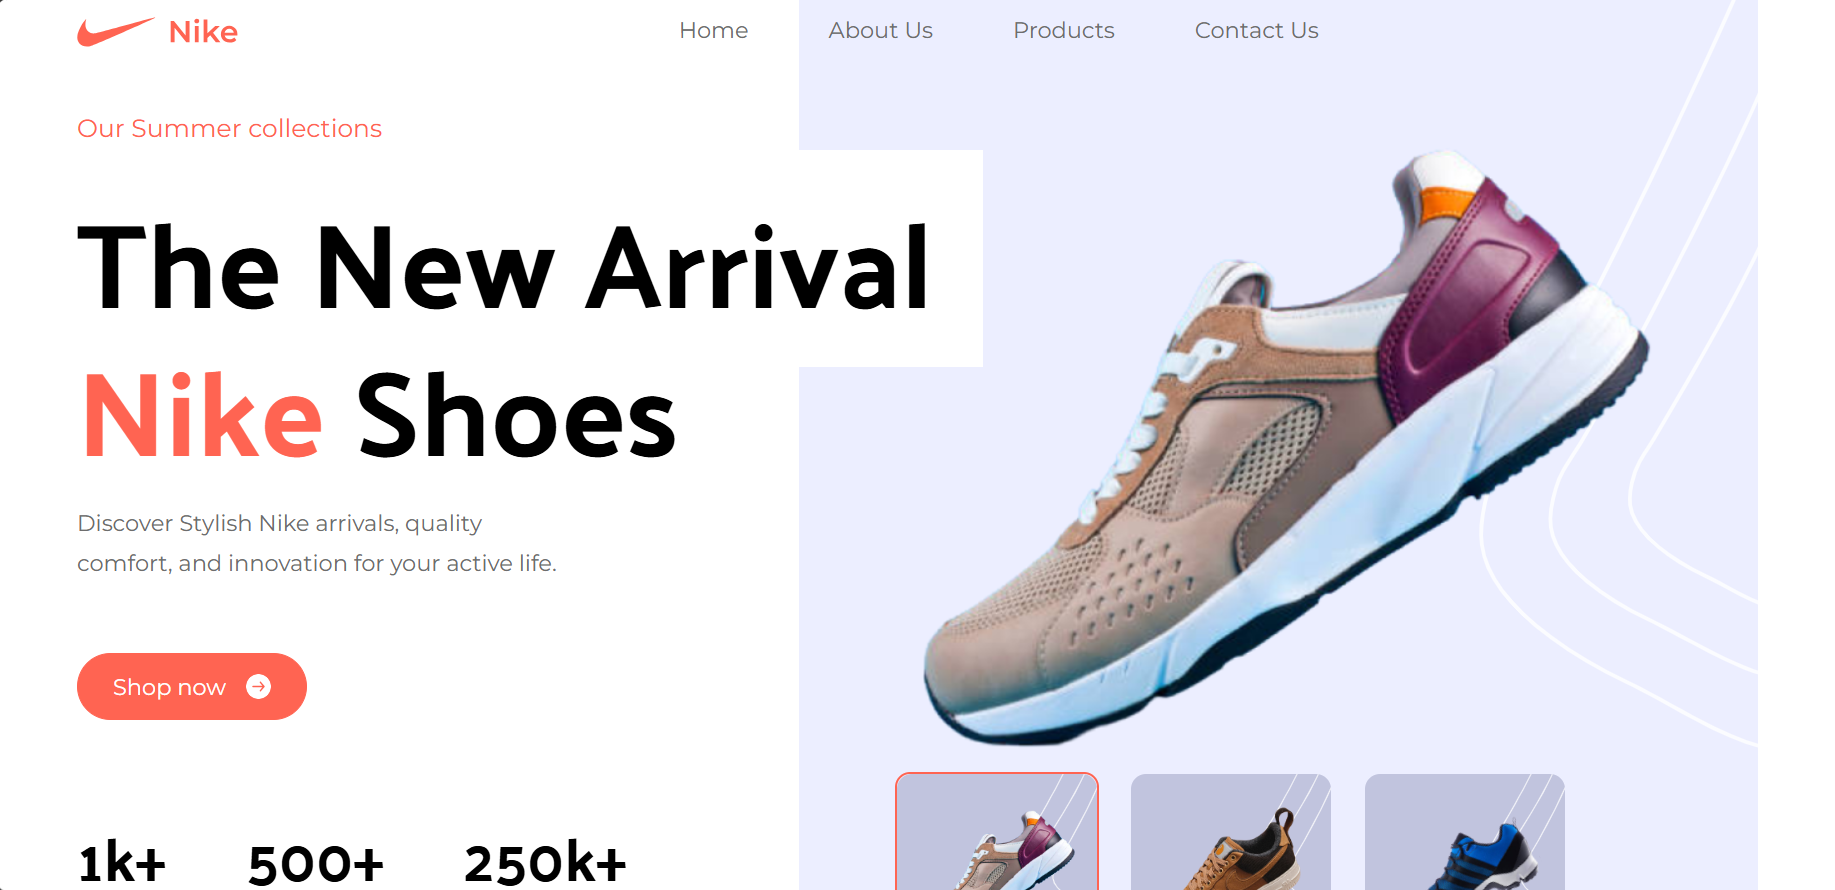 Nike
Home
About Us
Products
Contact Us
Our Summer collections
The New Arrival
Nike Shoes
Discover Stylish Nike arrivals, quality
comfort, and innovation for your active life.
Shop now
1k+
500+
250k+